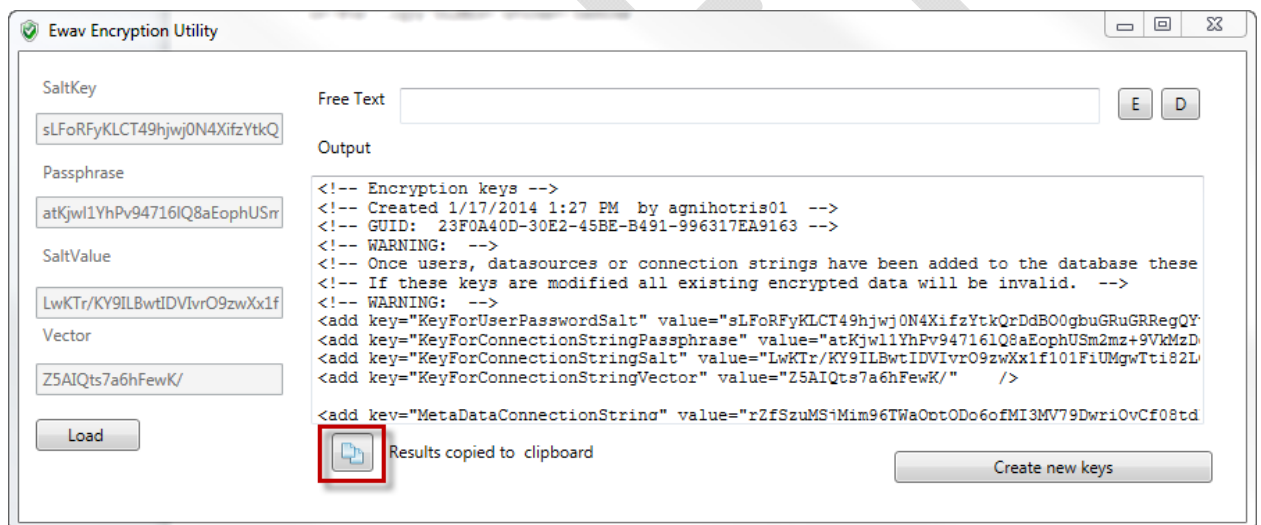 Ewav Encryption Utility
SaltKey
sLFoRFyKLCT49hjwj0N4XifzYtkQ
Passphrase
atKjwl1YhPv94716lQ8aEophUSm
SaltValue
LwKTr/KY9ILBwtIDVIvrO9zwXx1f
Vector
Z5AIQts7a6hFewK/
Load
Free Text
E D
Output
<!-- Encryption keys -->
<!-- Created 1/17/2014 1:27 PM  by agnihotris01  -->
<!-- GUID:  23F0A40D-30E2-45BE-B491-996317EA9163 -->
<!-- WARNING:  -->
<!-- Once users, datasources or connection strings have been added to the database these
<!-- If these keys are modified all existing encrypted data will be invalid.  -->
<!-- WARNING:  -->
<add key="KeyForUserPasswordSalt" value="sLFoRFyKLCT49hjwj0N4XifzYtkQrDdBO0gbuGRuGRRegQY
<add key="KeyForConnectionStringPassphrase" value="atKjwl1YhPv94716lQ8aEophUSm2mz+9VkMzD
<add key="KeyForConnectionStringSalt" value="LwKTr/KY9ILBwtIDVIvrO9zwXx1f101FiUMgwTti82L
<add key="KeyForConnectionStringVector" value="Z5AIQts7a6hFewK/"    />
<add key="MetaDataConnectionString" value="rZfSzuMSjMim96TWaOptODo6ofMI3MV79DwriOvCf08td
Results copied to  clipboard
Create new keys